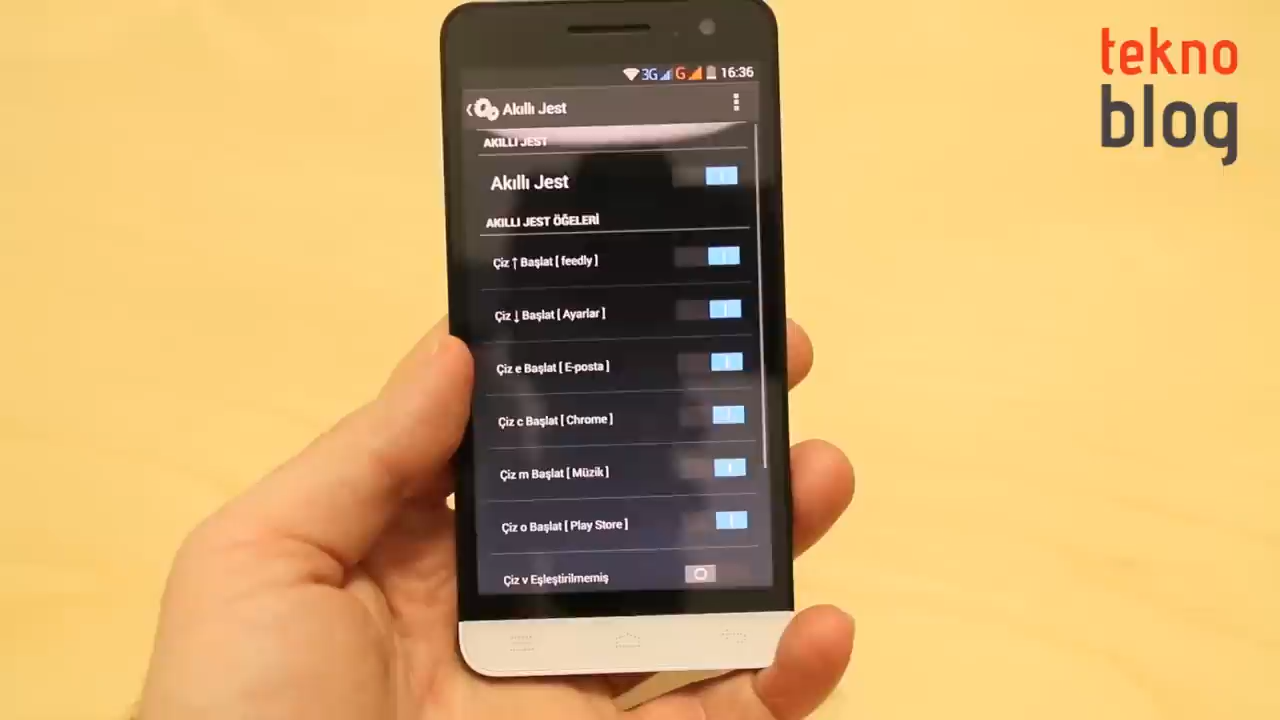 tekno
blog
3G G 16:36
Akıllı Jest
AKILLI JEST
Akıllı Jest
AKILLI JEST ÖĞELERİ
Çiz ↑ Başlat [ feedly ]
Çiz ↓ Başlat [ Ayarlar ]
Çiz e Başlat [ E-posta ]
Çiz c Başlat [ Chrome ]
Çiz m Başlat [ Müzik ]
Çiz o Başlat [ Play Store ]
Çiz v Eşleştirilmemiş